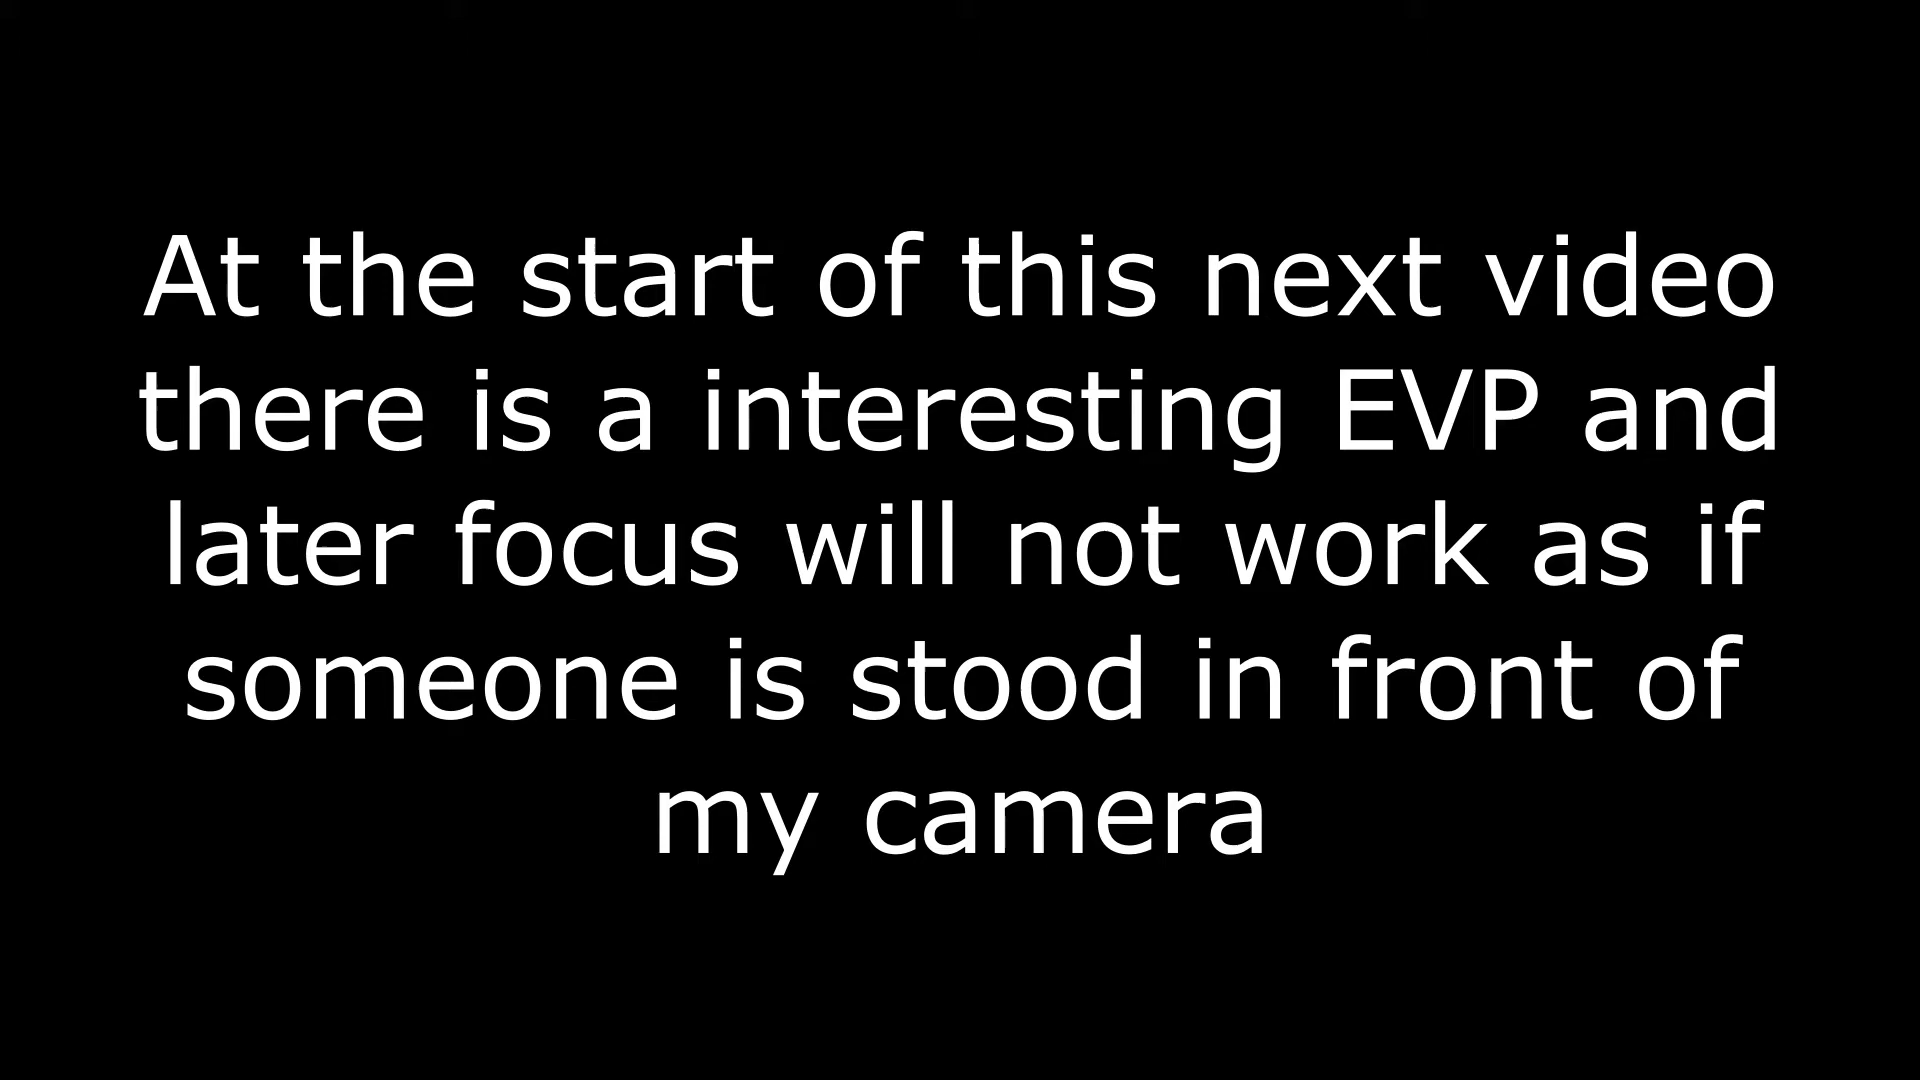 At the start of this next video
there is a interesting EVP and
later focus will not work as if
someone is stood in front of
my camera